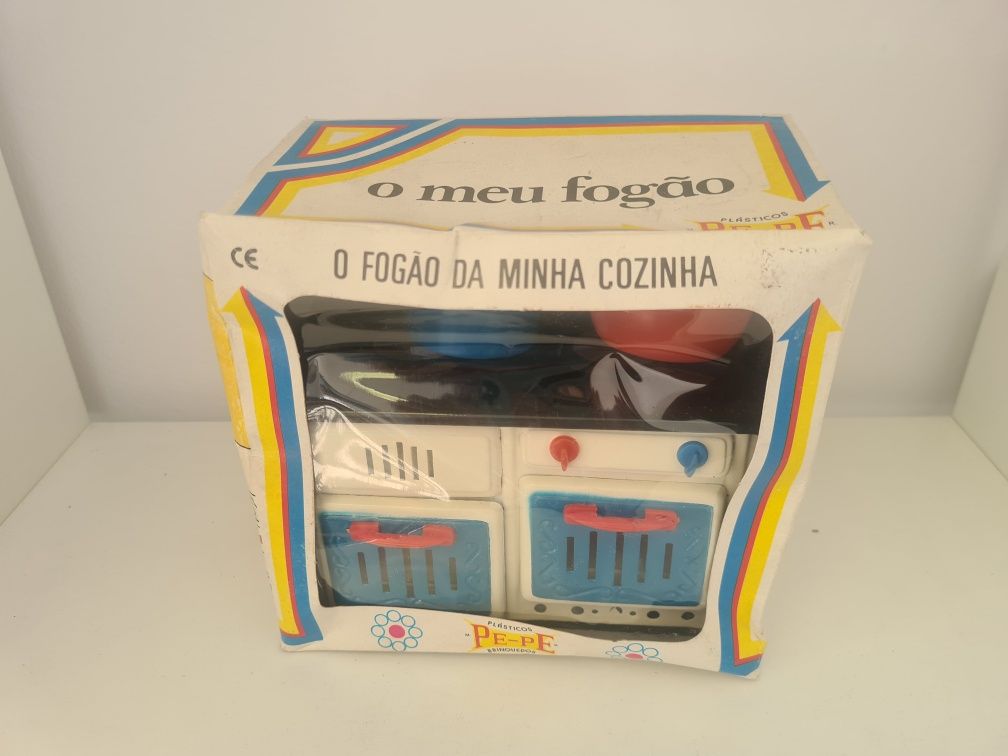 o meu fogão
PLÁSTICOS
PE-PE
R.
CE
O FOGÃO DA MINHA COZINHA
PLÁSTICOS
M. PE-PE R.
BRINQUEDOS